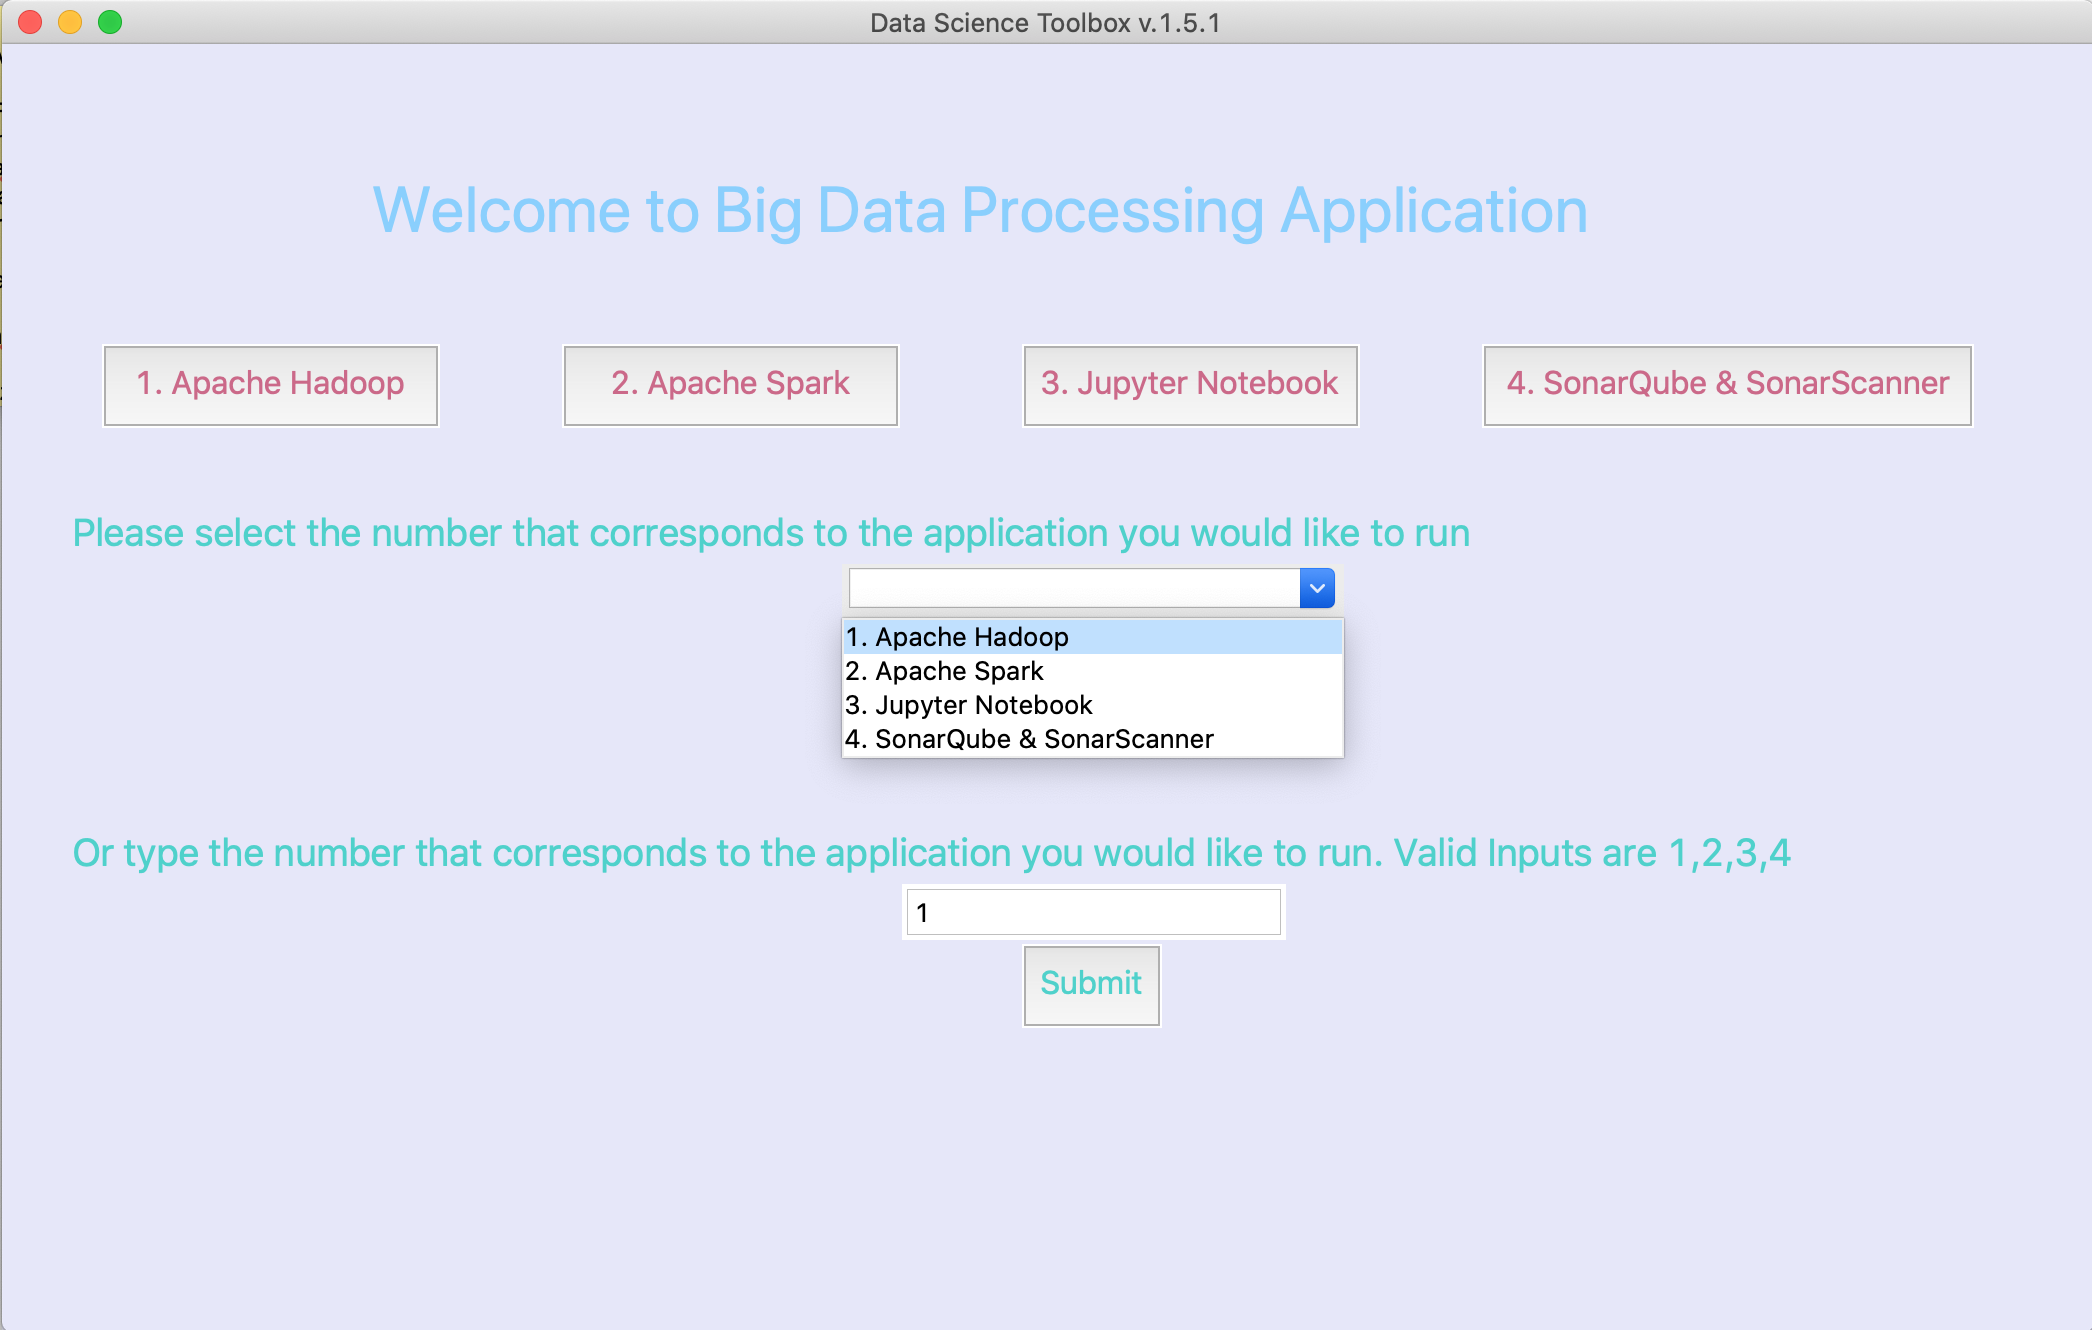 Data Science Toolbox v.1.5.1
Welcome to Big Data Processing Application
1. Apache Hadoop
2. Apache Spark
3. Jupyter Notebook
4. SonarQube & SonarScanner
Please select the number that corresponds to the application you would like to run
1. Apache Hadoop
2. Apache Spark
3. Jupyter Notebook
4. SonarQube & SonarScanner
Or type the number that corresponds to the application you would like to run. Valid Inputs are 1,2,3,4
1
Submit